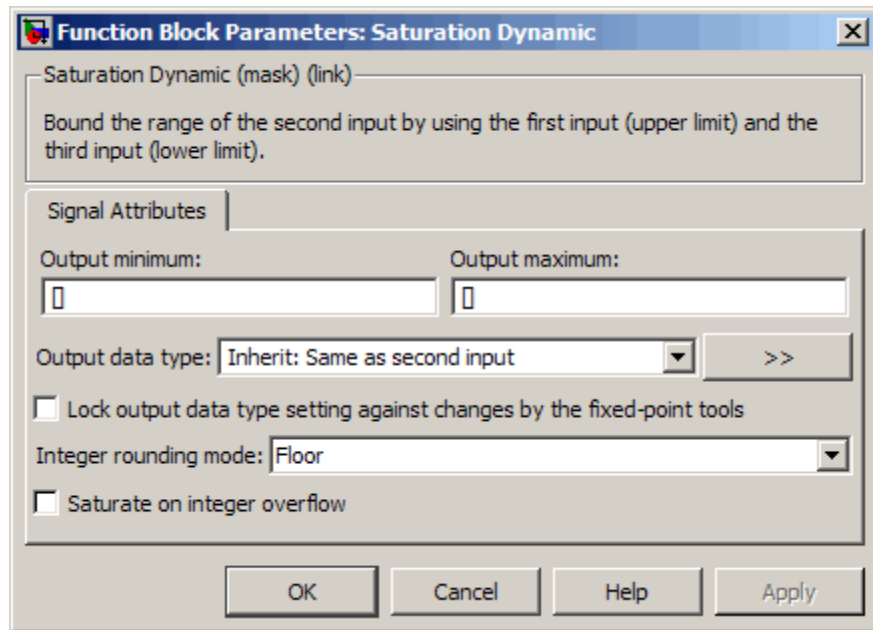 Function Block Parameters: Saturation Dynamic
Saturation Dynamic (mask) (link)
Bound the range of the second input by using the first input (upper limit) and the
third input (lower limit).
Signal Attributes
Output minimum: Output maximum:
[] []
Output data type: Inherit: Same as second input >>
Lock output data type setting against changes by the fixed-point tools
Integer rounding mode: Floor
Saturate on integer overflow
OK Cancel Help Apply